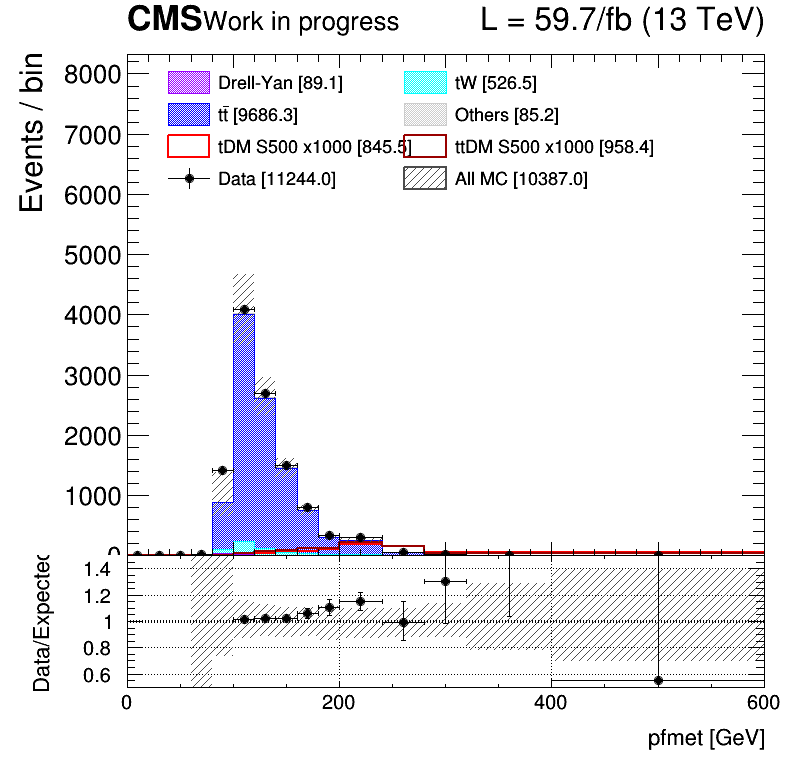 CMS Work in progress L = 59.7/fb (13 TeV)
Events / bin
8000
7000
6000
5000
4000
3000
2000
1000
0
Drell-Yan [89.1] tW [526.5]
tt̄ [9686.3] Others [85.2]
tDM S500 x1000 [845.5] ttDM S500 x1000 [958.4]
Data [11244.0] All MC [10387.0]
Data/Expected
1.4
1.2
1
0.8
0.6
0 200 400 600
pfmet [GeV]